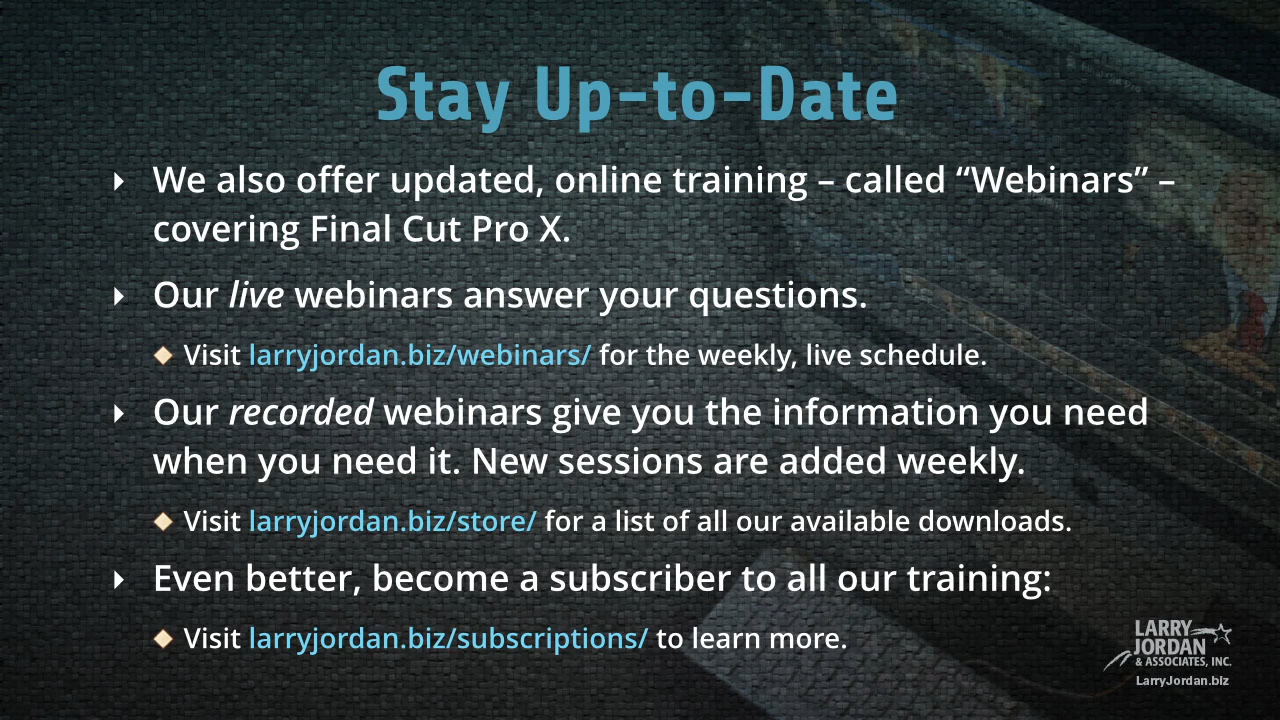 Stay Up-to-Date
We also offer updated, online training – called “Webinars” –
covering Final Cut Pro X.
Our live webinars answer your questions.
Visit larryjordan.biz/webinars/ for the weekly, live schedule.
Our recorded webinars give you the information you need
when you need it. New sessions are added weekly.
Visit larryjordan.biz/store/ for a list of all our available downloads.
Even better, become a subscriber to all our training:
Visit larryjordan.biz/subscriptions/ to learn more.
LARRY
JORDAN
& ASSOCIATES, INC.
LarryJordan.biz